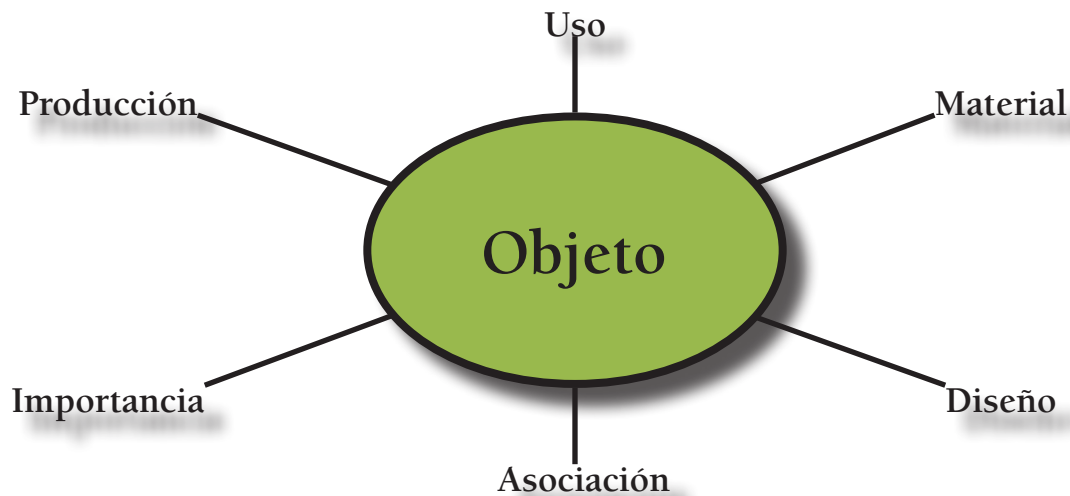 Uso
Producción
Material
Objeto
Importancia
Diseño
Asociación